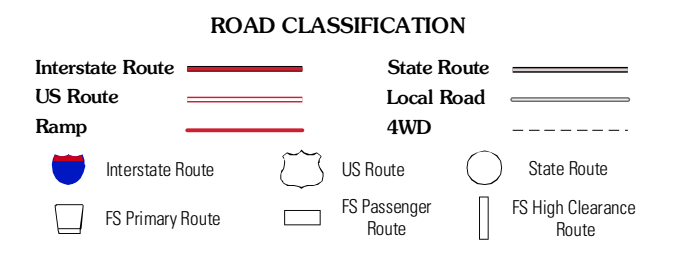 ROAD CLASSIFICATION
Interstate Route State Route
US Route Local Road
Ramp 4WD
Interstate Route US Route State Route
FS Primary Route FS Passenger Route FS High Clearance Route